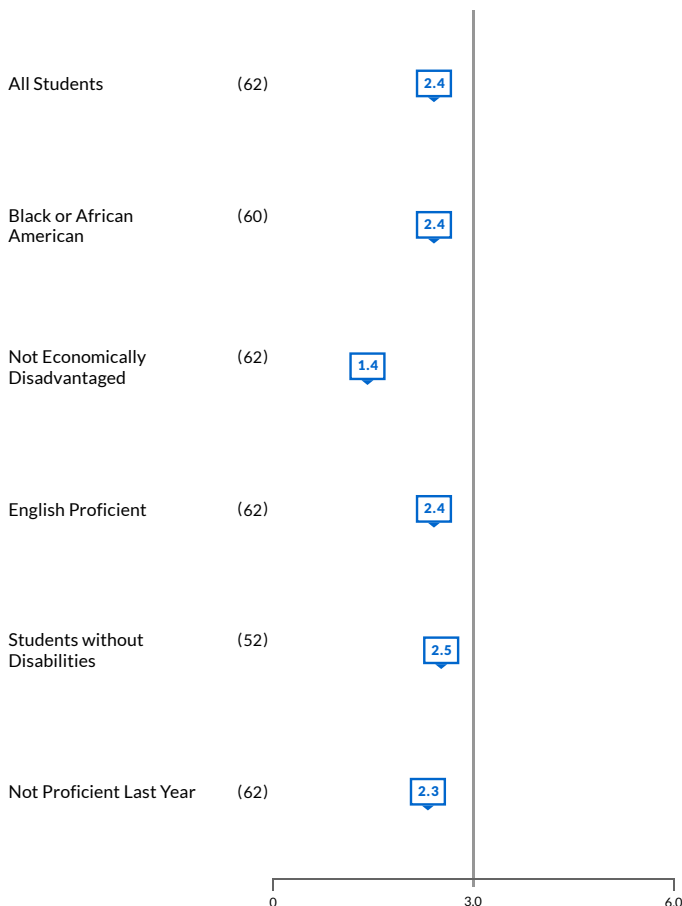 All Students (62) 2.4
Black or African (60) 2.4
American
Not Economically (62) 1.4
Disadvantaged
English Proficient (62) 2.4
Students without (52) 2.5
Disabilities
Not Proficient Last Year (62) 2.3
0 3.0 6.0